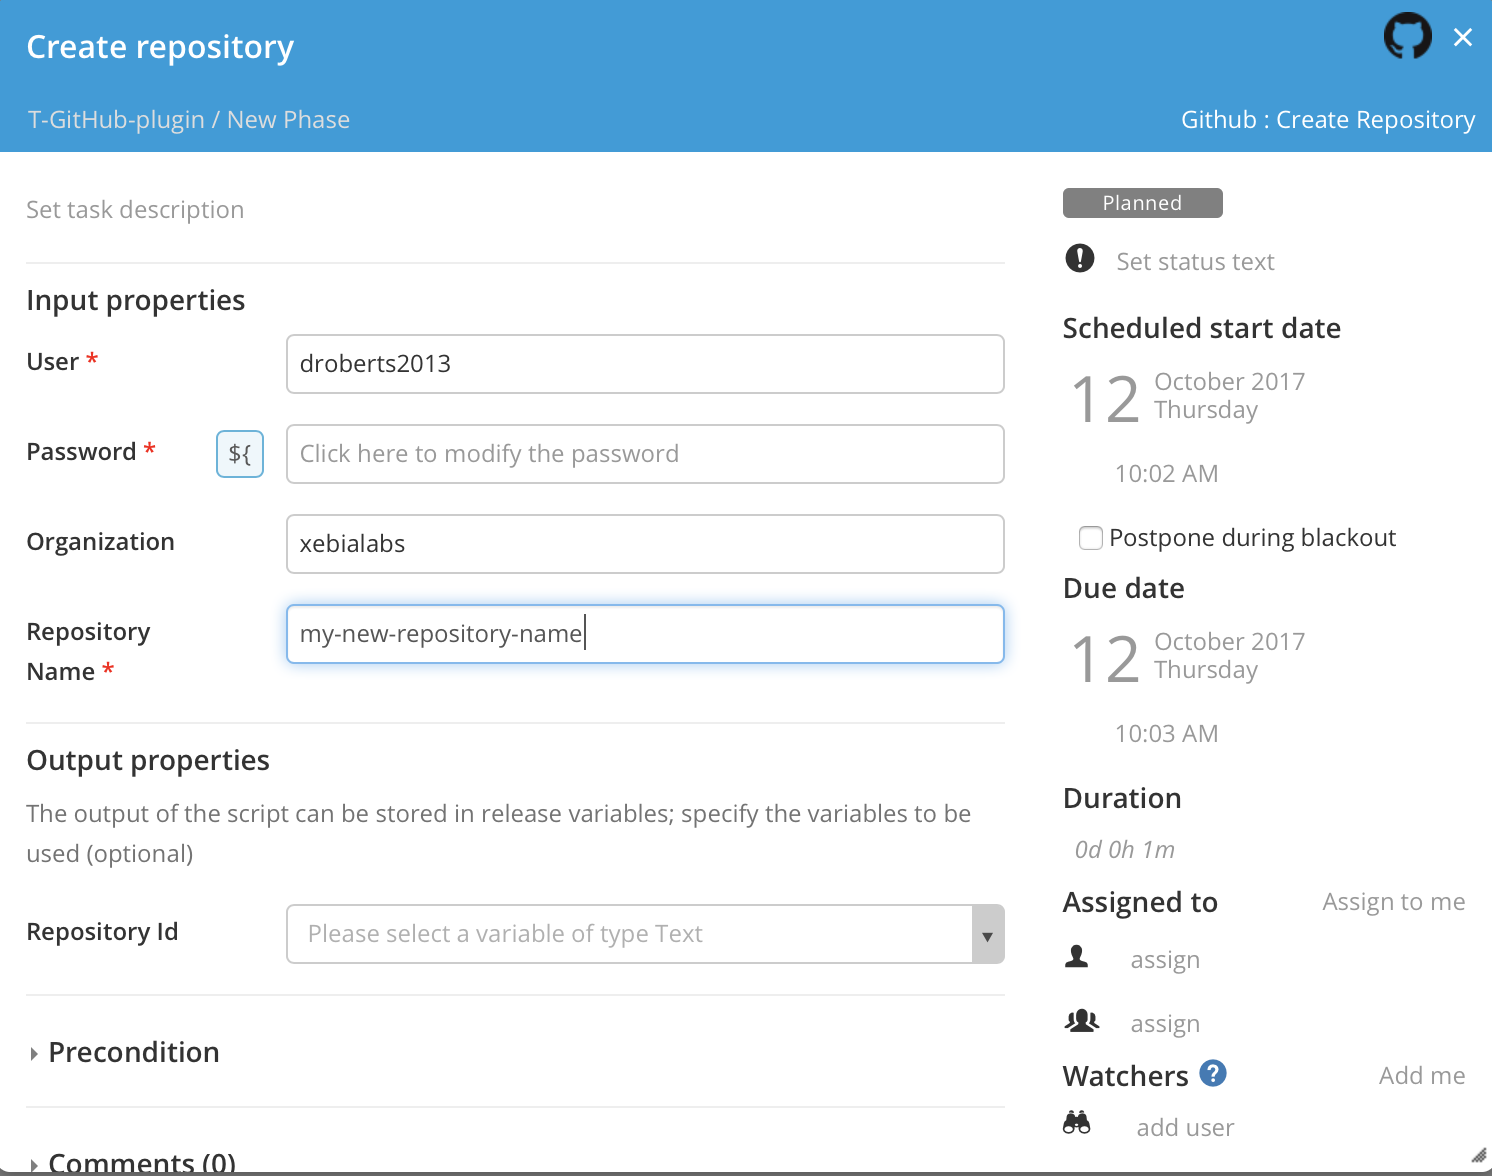 Create repository
T-GitHub-plugin / New Phase
Github : Create Repository
Set task description
Input properties
User *
droberts2013
Password *
${
Click here to modify the password
Organization
xebialabs
Repository
Name *
my-new-repository-name
Output properties
The output of the script can be stored in release variables; specify the variables to be
used (optional)
Repository Id
Please select a variable of type Text
Precondition
Comments (0)
Planned
Set status text
Scheduled start date
12
October 2017
Thursday
10:02 AM
Postpone during blackout
Due date
12
October 2017
Thursday
10:03 AM
Duration
0d 0h 1m
Assigned to
Assign to me
assign
assign
Watchers ?
Add me
add user